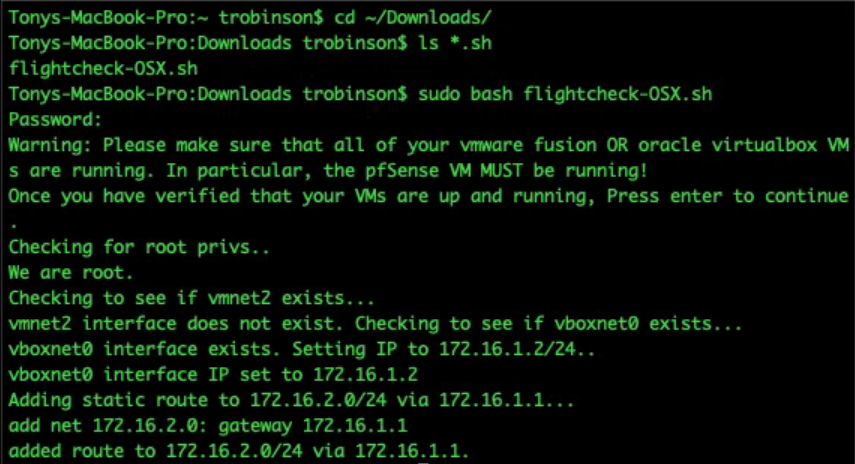 Tonys-MacBook-Pro:~ trobinson$ cd ~/Downloads/
Tonys-MacBook-Pro:Downloads trobinson$ ls *.sh
flightcheck-OSX.sh
Tonys-MacBook-Pro:Downloads trobinson$ sudo bash flightcheck-OSX.sh
Password:
Warning: Please make sure that all of your vmware fusion OR oracle virtualbox VM
s are running. In particular, the pfSense VM MUST be running!
Once you have verified that your VMs are up and running, Press enter to continue
.
Checking for root privs..
We are root.
Checking to see if vmnet2 exists...
vmnet2 interface does not exist. Checking to see if vboxnet0 exists...
vboxnet0 interface exists. Setting IP to 172.16.1.2/24..
vboxnet0 interface IP set to 172.16.1.2
Adding static route to 172.16.2.0/24 via 172.16.1.1...
add net 172.16.2.0: gateway 172.16.1.1
added route to 172.16.2.0/24 via 172.16.1.1.